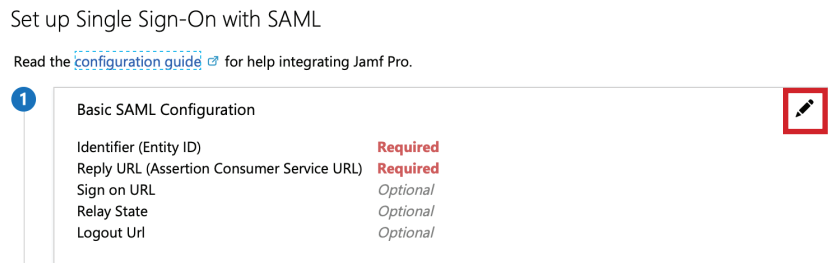 Set up Single Sign-On with SAML
Read the configuration guide for help integrating Jamf Pro.
1
Basic SAML Configuration
Identifier (Entity ID) Required
Reply URL (Assertion Consumer Service URL) Required
Sign on URL Optional
Relay State Optional
Logout Url Optional